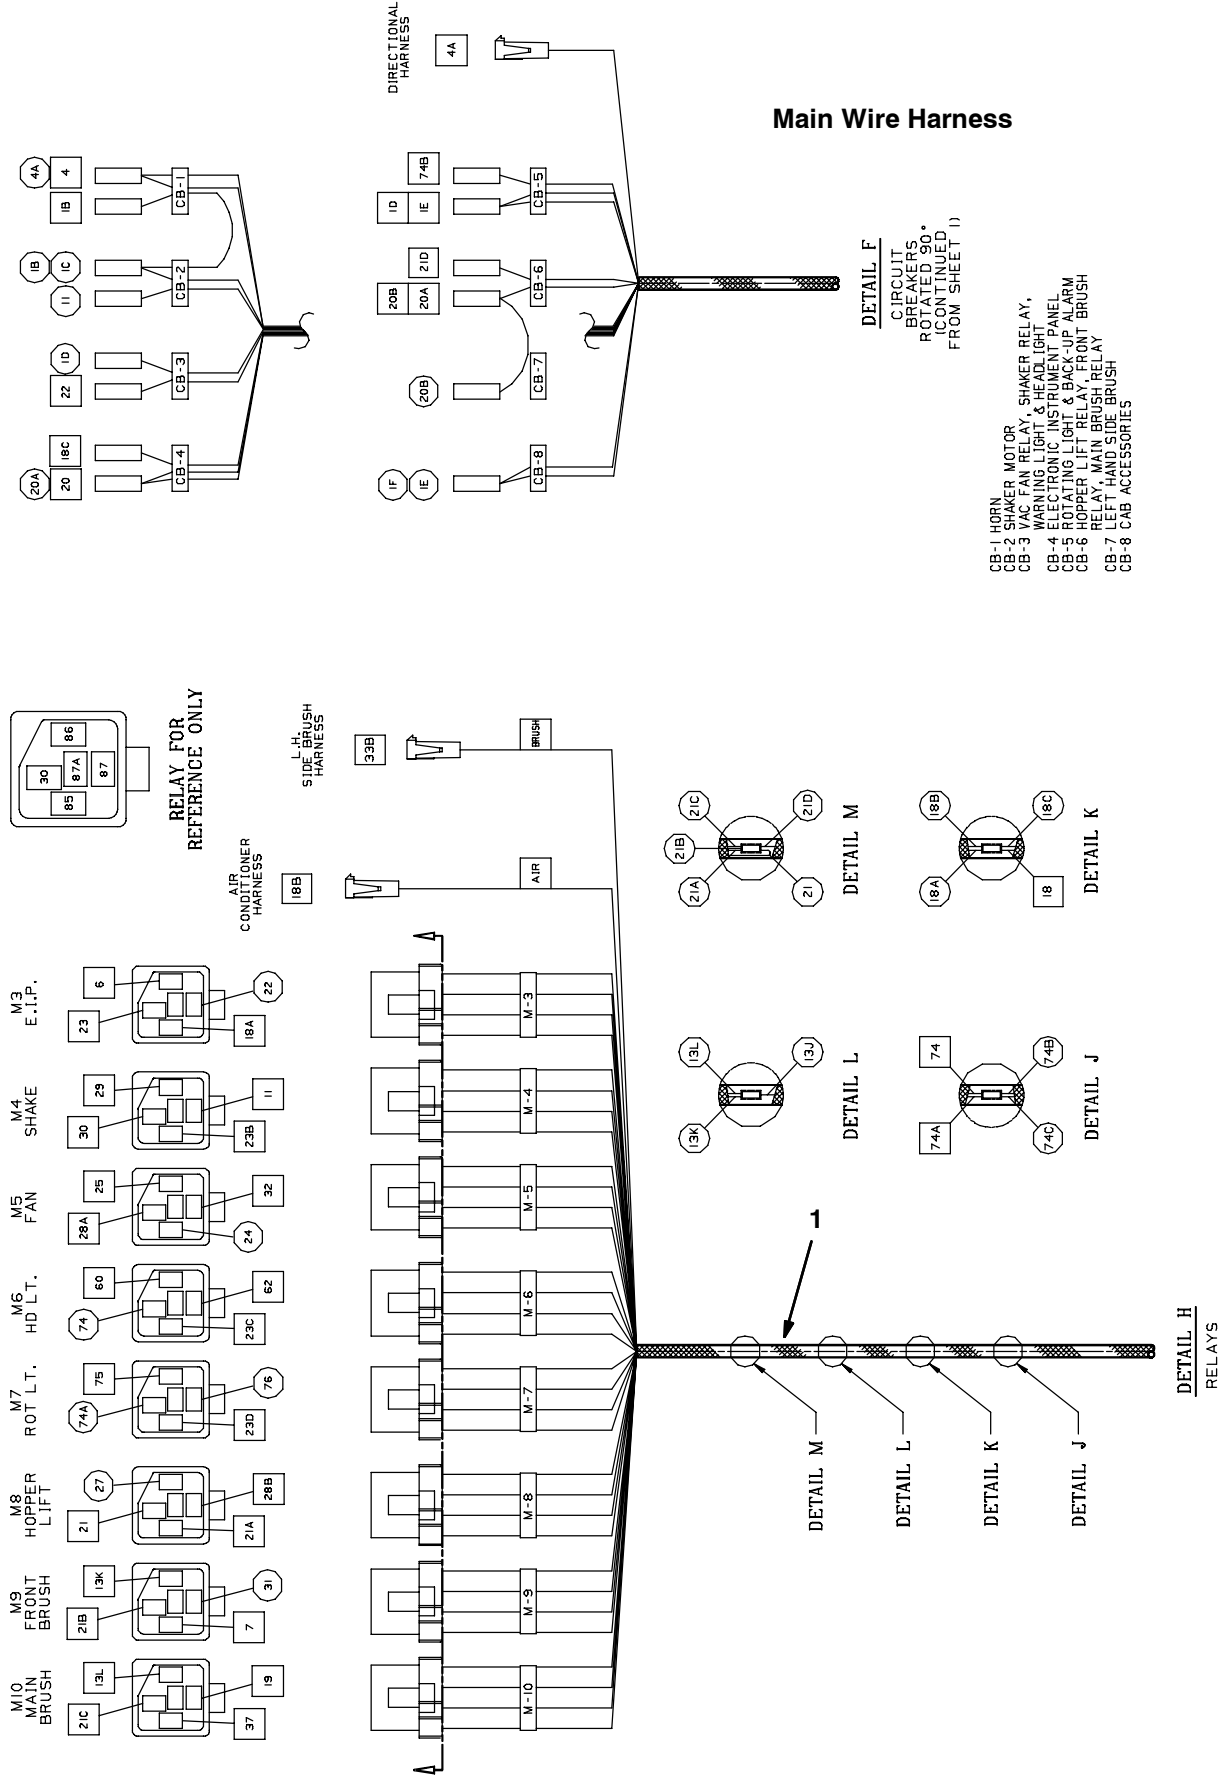 Main Wire Harness
4A
4
1B
CB-1
1B
1C
11
CB-2
1D
22
CB-3
18C
20A
20
CB-4
DIRECTIONAL
HARNESS
4A
74B
1D
1E
CB-5
21D
20B
20A
CB-6
20B
CB-7
1F
1E
CB-8
DETAIL F
CIRCUIT
BREAKERS
ROTATED 90°
(CONTINUED
FROM SHEET 1)
CB-1 HORN
CB-2 SHAKER MOTOR
CB-3 VAC FAN RELAY, SHAKER RELAY,
WARNING LIGHT & HEADLIGHT
CB-4 ELECTRONIC INSTRUMENT PANEL
CB-5 ROTATING LIGHT & BACK-UP ALARM
CB-6 HOPPER LIFT RELAY, FRONT BRUSH
RELAY, MAIN BRUSH RELAY
CB-7 LEFT HAND SIDE BRUSH
CB-8 CAB ACCESSORIES
30
86
87A
87
85
RELAY FOR
REFERENCE ONLY
L.H.
SIDE BRUSH
HARNESS
33B
BRUSH
AIR
CONDITIONER
HARNESS
18B
AIR
M3
E.I.P.
23
6
18A
22
M-3
M4
SHAKE
30
29
23B
11
M-4
M5
FAN
28A
25
24
32
M-5
M6
HD LT.
74
60
23C
62
M-6
M7
ROT LT.
74A
75
23D
76
M-7
M8
HOPPER
LIFT
21
27
21A
28B
M-8
M9
FRONT
BRUSH
21B
13K
7
31
M-9
M10
MAIN
BRUSH
21C
13L
37
19
M-10
21C
21B
21A
21D
21
DETAIL M
18B
18A
18C
18
DETAIL K
13L
13K
13J
DETAIL L
74
74A
74B
74C
DETAIL J
1
DETAIL M
DETAIL L
DETAIL K
DETAIL J
DETAIL H
RELAYS